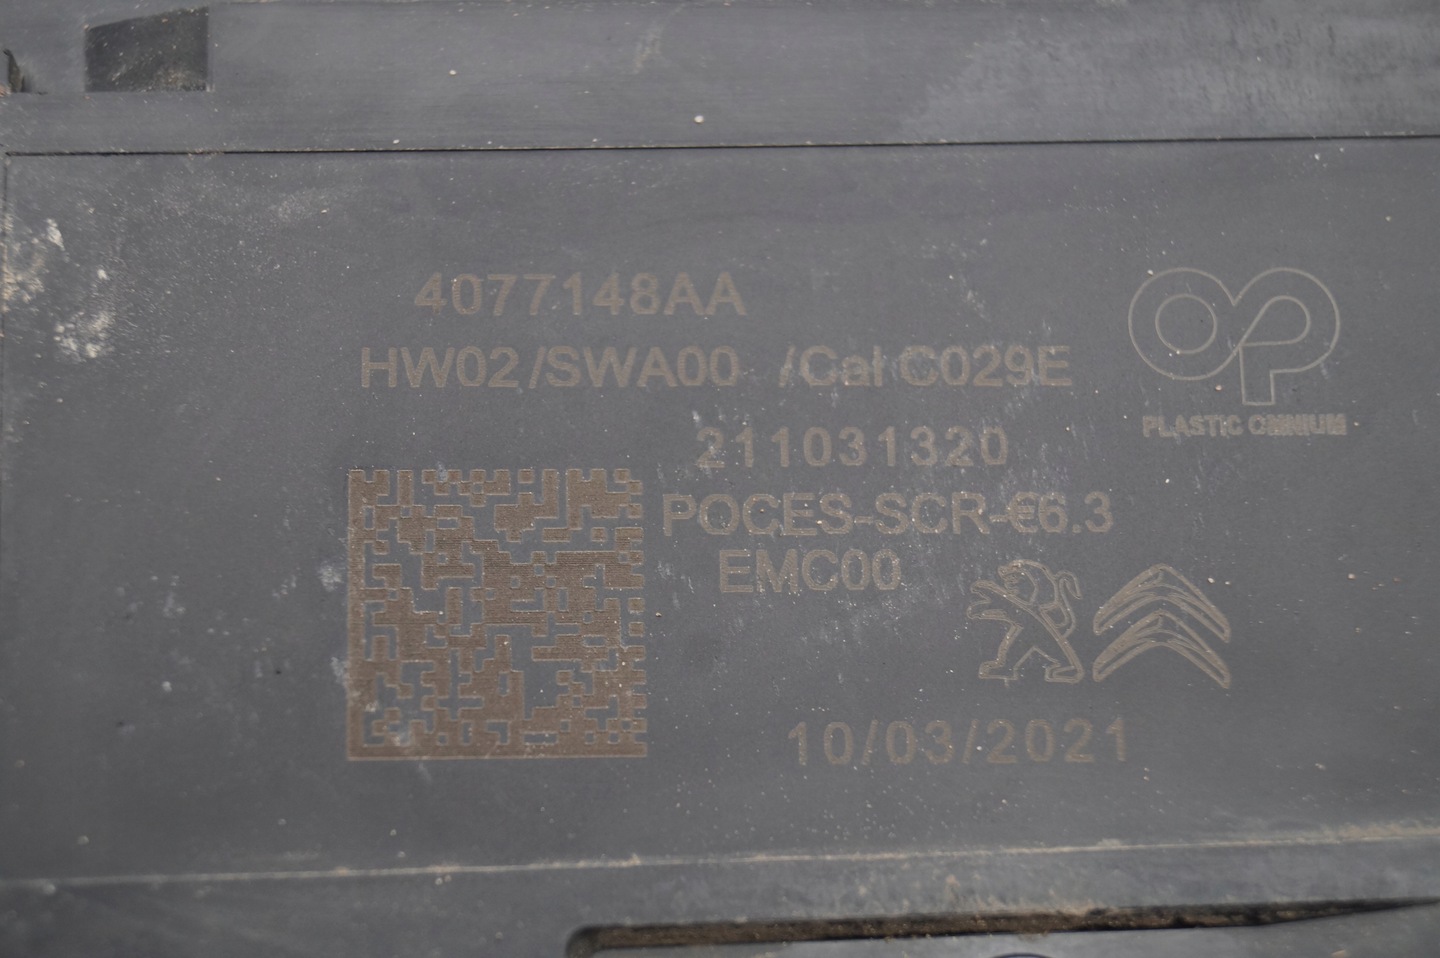 4077148AA
HW02/SWA00 /Cal C029E
211031320
POCES-SCR-€6.3
EMC00
PLASTIC OMNIUM
10/03/2021